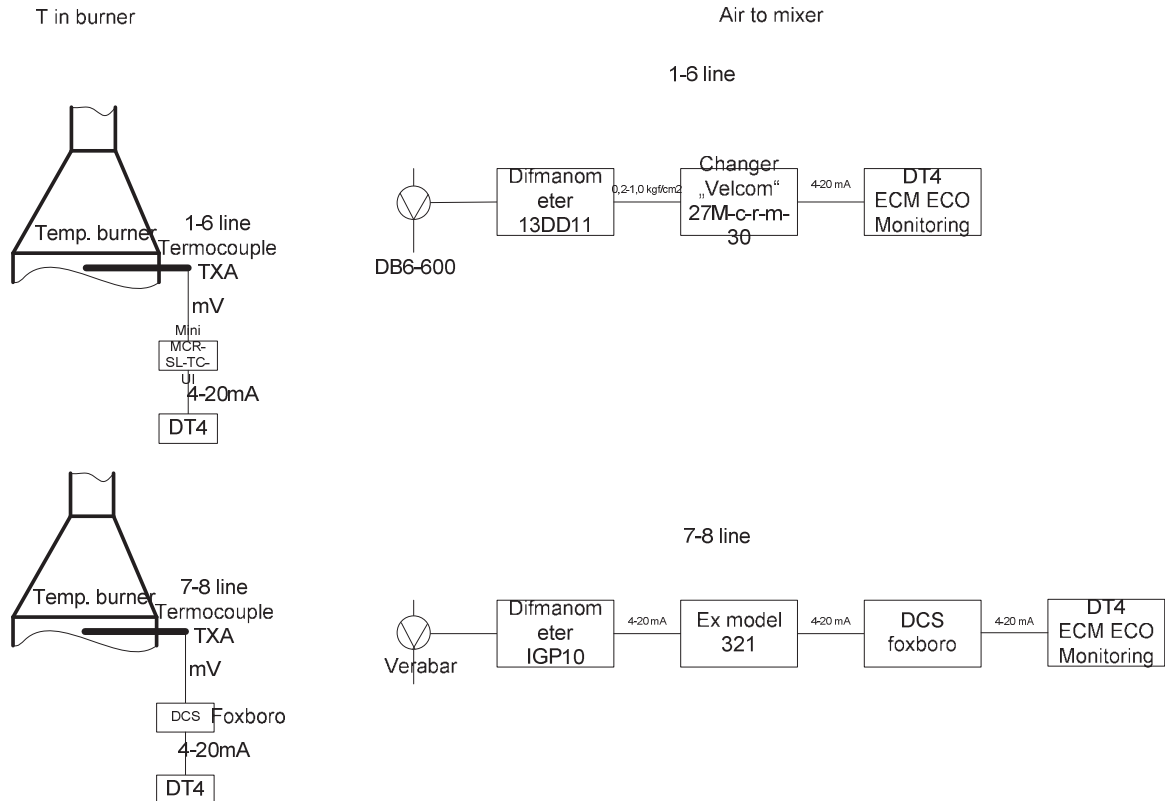 T in burner
Air to mixer
1-6 line
Temp. burner
1-6 line
Termocouple
TXA
mV
Mini
MCR-
SL-TC-
UI
4-20mA
DT4
DB6-600
Difmanom
eter
13DD11
0,2-1,0 kgf/cm2
Changer
„Velcom“
27M-c-r-m-
30
4-20 mA
DT4
ECM ECO
Monitoring
7-8 line
Temp. burner
7-8 line
Termocouple
TXA
mV
DCS
Foxboro
4-20mA
DT4
Verabar
Difmanom
eter
IGP10
4-20 mA
Ex model
321
4-20 mA
DCS
foxboro
4-20 mA
DT4
ECM ECO
Monitoring